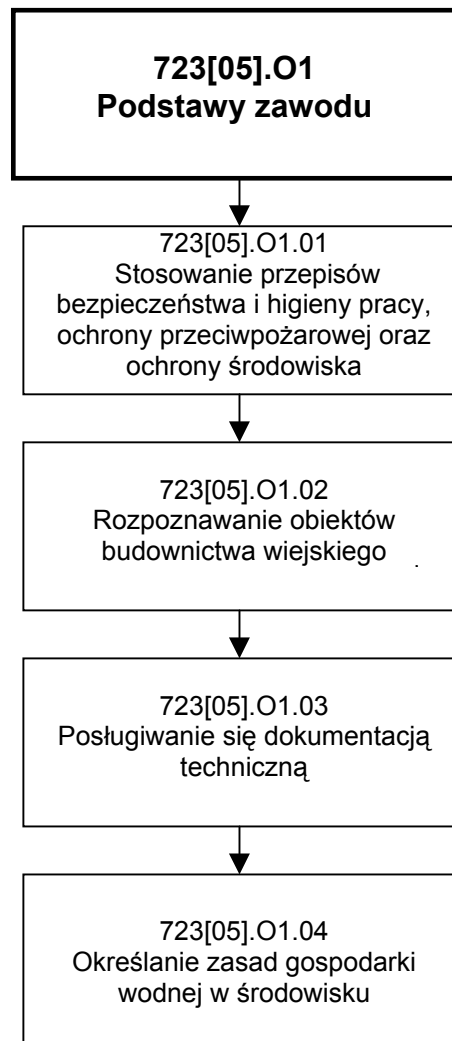 723[05].O1
Podstawy zawodu
723[05].O1.01
Stosowanie przepisów
bezpieczeństwa i higieny pracy,
ochrony przeciwpożarowej oraz
ochrony środowiska
723[05].O1.02
Rozpoznawanie obiektów
budownictwa wiejskiego .
723[05].O1.03
Posługiwanie się dokumentacją
techniczną
723[05].O1.04
Określanie zasad gospodarki
wodnej w środowisku